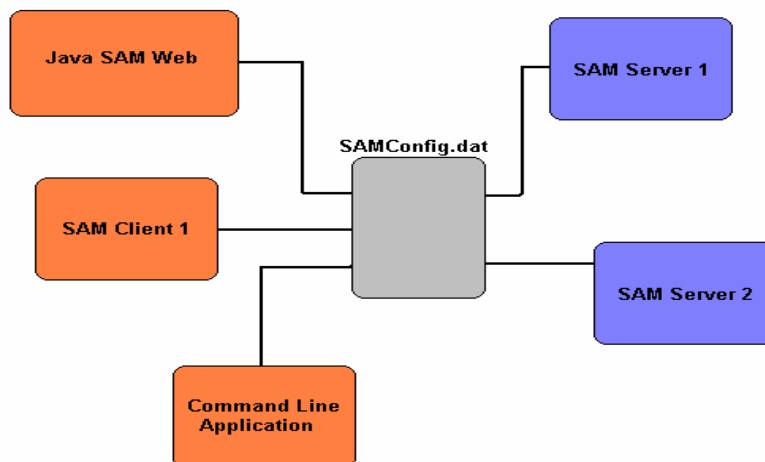 Java SAM Web
SAM Server 1
SAMConfig.dat
SAM Client 1
SAM Server 2
Command Line
Application